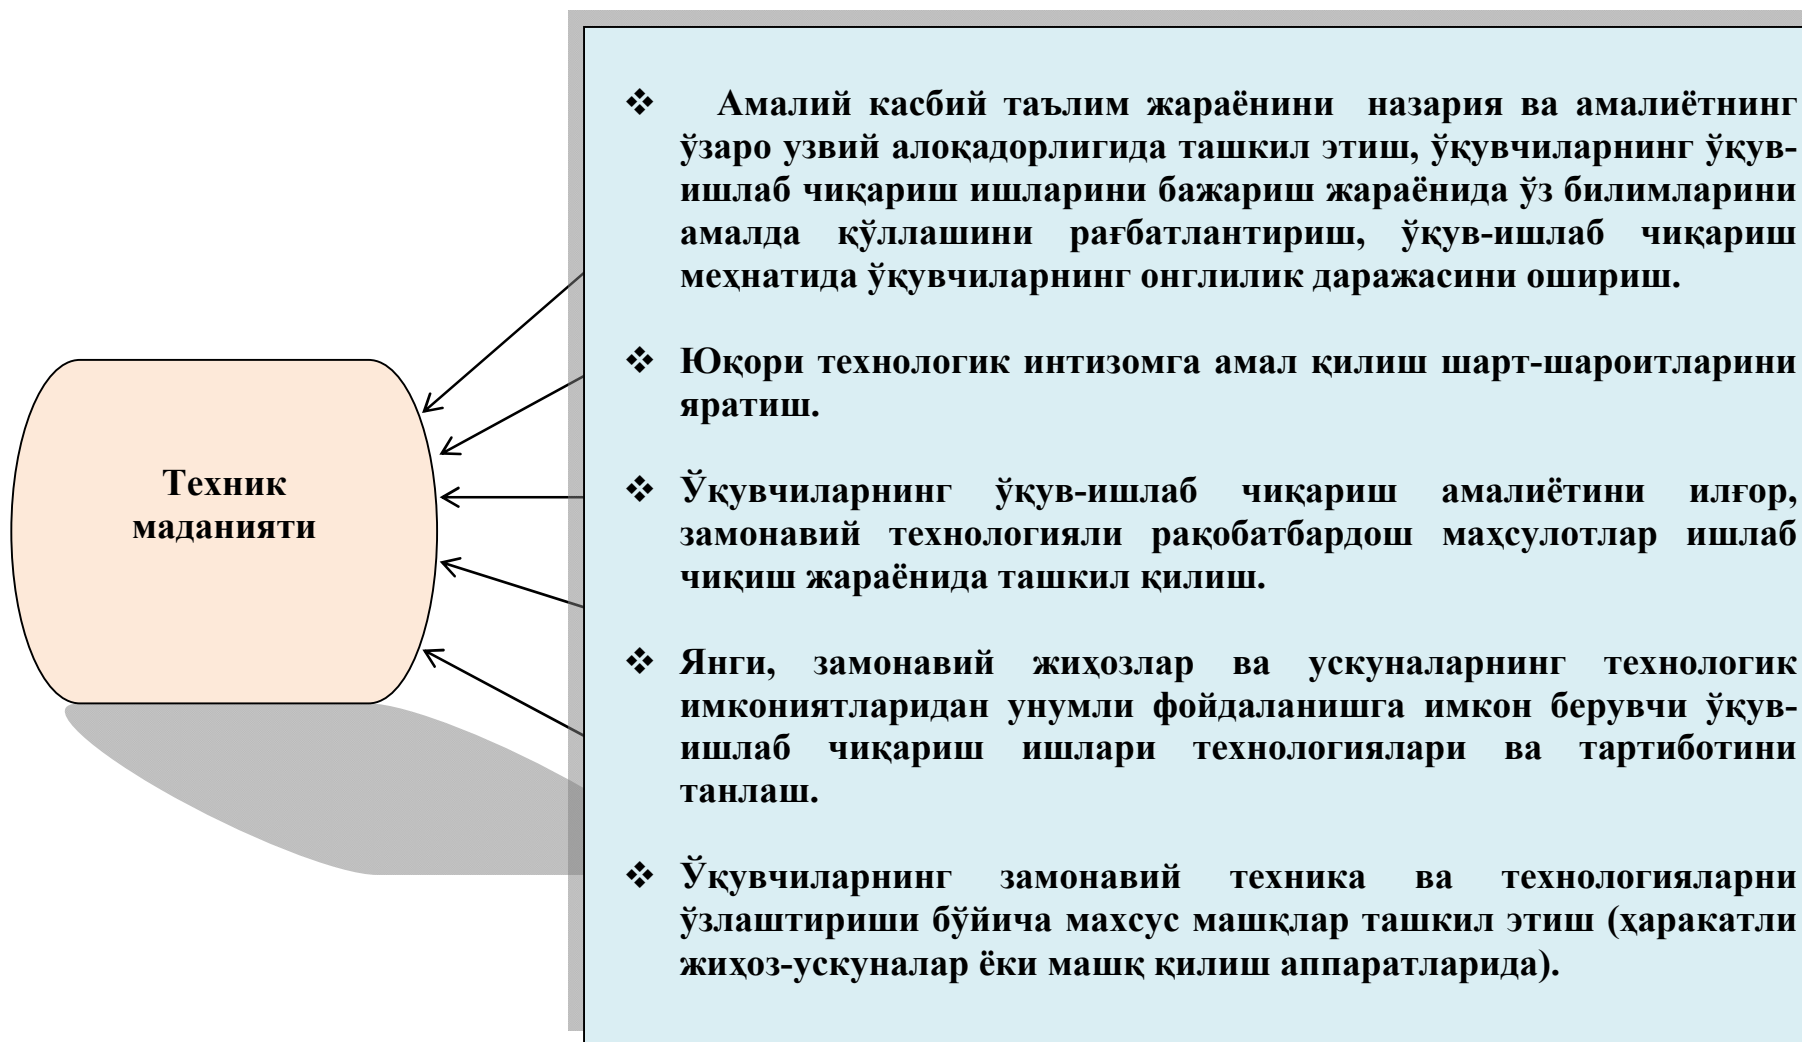 Техник
маданияти
❖ Амалий касбий таълим жараёнини назария ва амалиётнинг
ўзаро узвий алоқадорлигида ташкил этиш, ўқувчиларнинг ўқув-
ишлаб чиқариш ишларини бажариш жараёнида ўз билимларини
амалда қўллашини рағбатлантириш, ўқув-ишлаб чиқариш
меҳнатида ўқувчиларнинг онглилик даражасини ошириш.
❖ Юқори технологик интизомга амал қилиш шарт-шароитларини
яратиш.
❖ Ўқувчиларнинг ўқув-ишлаб чиқариш амалиётини илғор,
замонавий технологияли рақобатбардош маҳсулотлар ишлаб
чиқиш жараёнида ташкил қилиш.
❖ Янги, замонавий жиҳозлар ва ускуналарнинг технологик
имкониятларидан унумли фойдаланишга имкон берувчи ўқув-
ишлаб чиқариш ишлари технологиялари ва тартиботини
танлаш.
❖ Ўқувчиларнинг замонавий техника ва технологияларни
ўзлаштириши бўйича махсус машқлар ташкил этиш (ҳаракатли
жиҳоз-ускуналар ёки машқ қилиш аппаратларида).